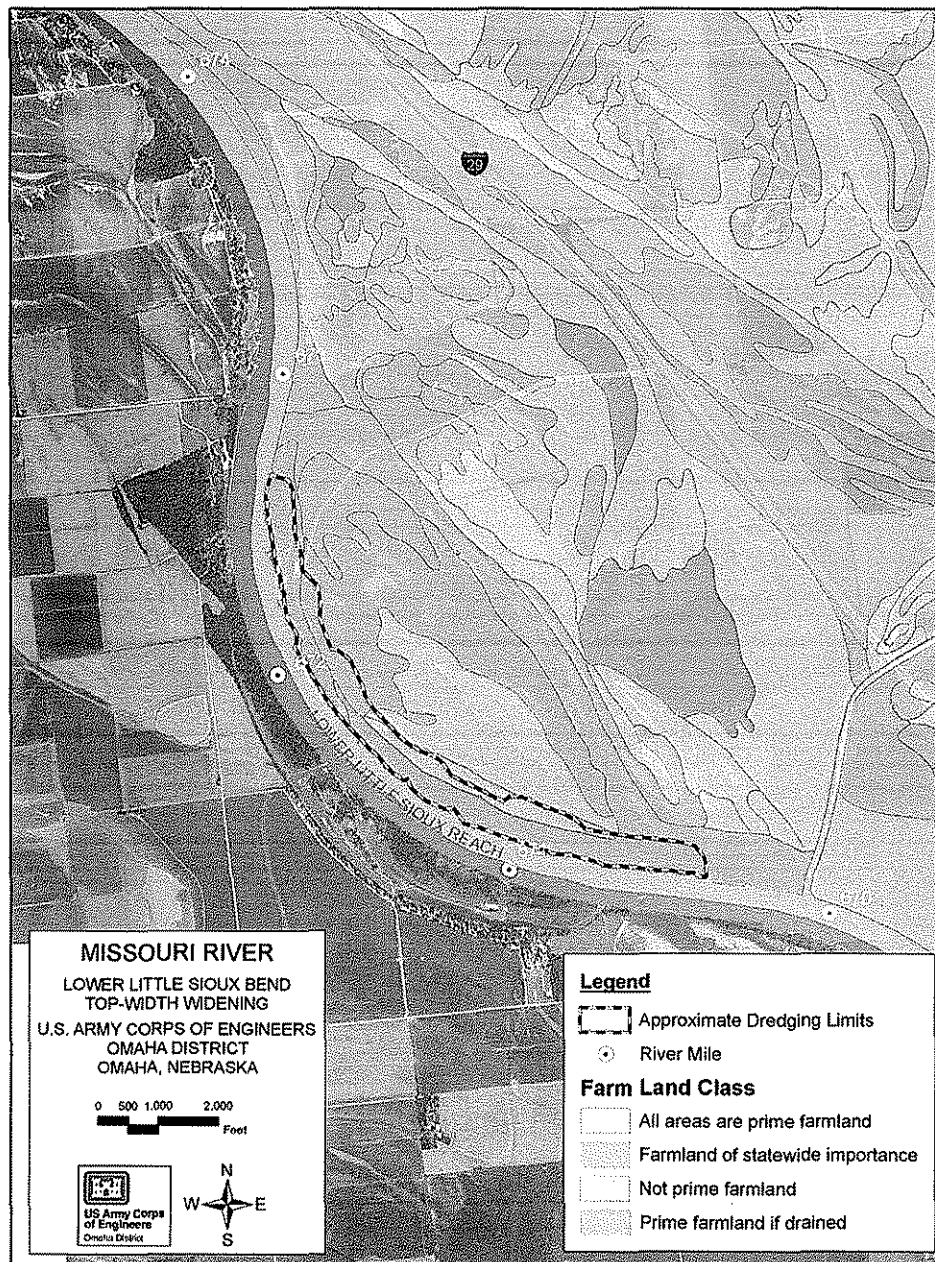 29
LOWER LITTLE SIOUX REACH
MISSOURI RIVER
LOWER LITTLE SIOUX BEND
TOP-WIDTH WIDENING
U.S. ARMY CORPS OF ENGINEERS
OMAHA DISTRICT
OMAHA, NEBRASKA
0 500 1,000 2,000
Feet
US Army Corps
of Engineers
Omaha District
N
W E
S
Legend
Approximate Dredging Limits
River Mile
Farm Land Class
All areas are prime farmland
Farmland of statewide importance
Not prime farmland
Prime farmland if drained